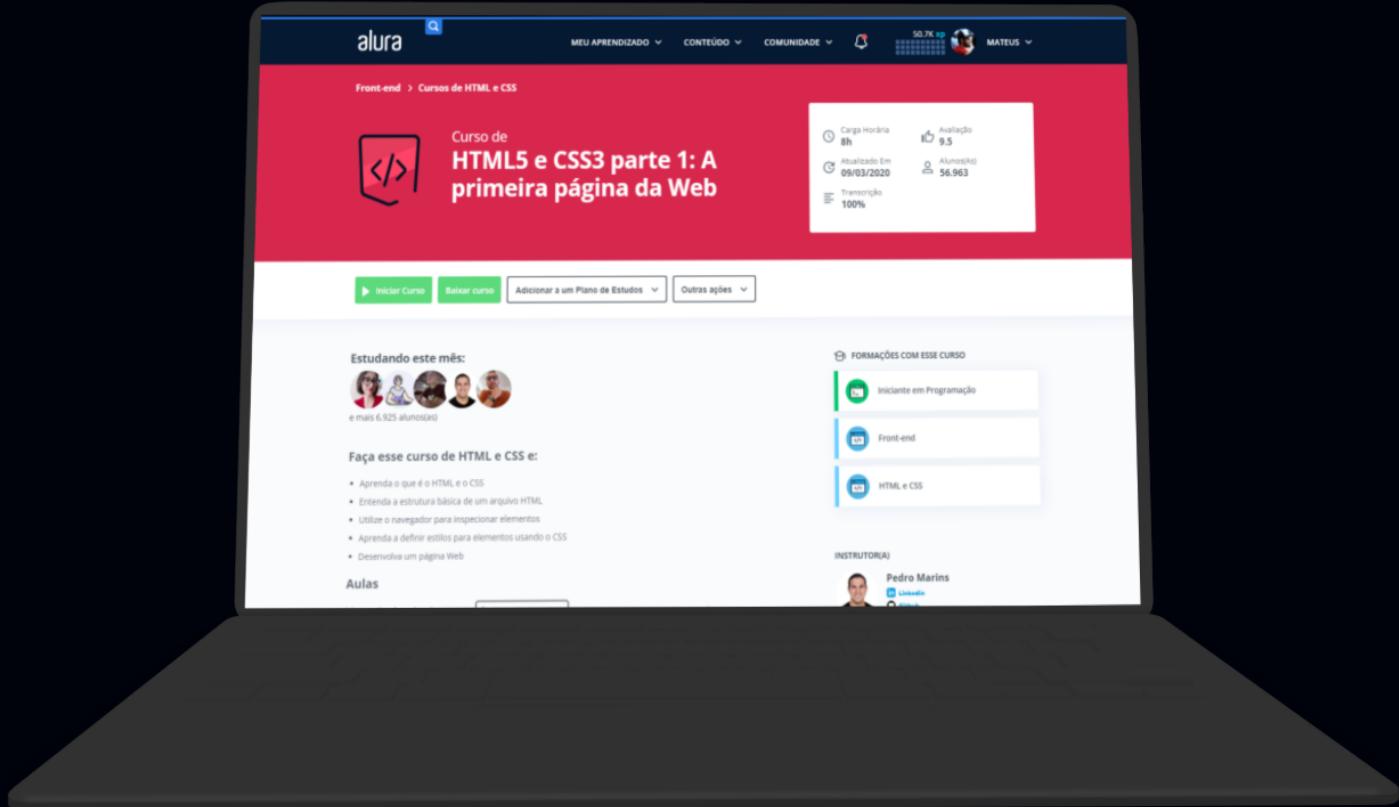 alura
MEU APRENDIZADO
CONTEÚDO
COMUNIDADE
50.7K xp
MATEUS
Front-end > Cursos de HTML e CSS
Curso de
HTML5 e CSS3 parte 1: A
primeira página da Web
Carga Horária
8h
Avaliação
9.5
Atualizado Em
09/03/2020
Alunos(As)
56.963
Transcrição
100%
Iniciar Curso
Baixar curso
Adicionar a um Plano de Estudos
Outras ações
Estudando este mês:
e mais 6.925 alunos(as)
Faça esse curso de HTML e CSS e:
• Aprenda o que é o HTML e o CSS
• Entenda a estrutura básica de um arquivo HTML
• Utilize o navegador para inspecionar elementos
• Aprenda a definir estilos para elementos usando o CSS
• Desenvolva um página Web
Aulas
FORMAÇÕES COM ESSE CURSO
Iniciante em Programação
Front-end
HTML e CSS
INSTRUTOR(A)
Pedro Marins
Linkedin